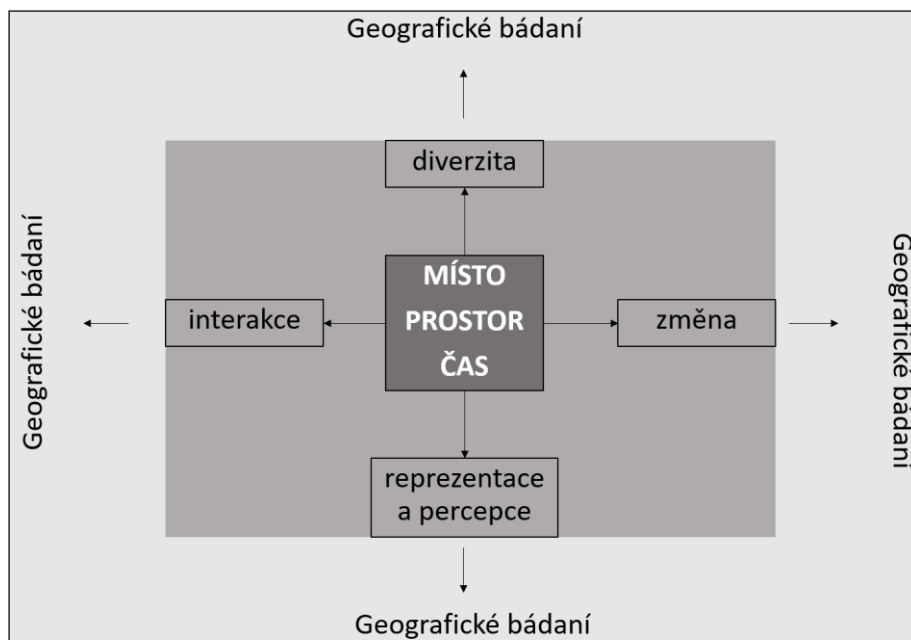 Geografické bádaní
diverzita
Geografické bádaní
interakce
MÍSTO
PROSTOR
ČAS
změna
Geografické bádaní
reprezentace
a percepce
Geografické bádaní